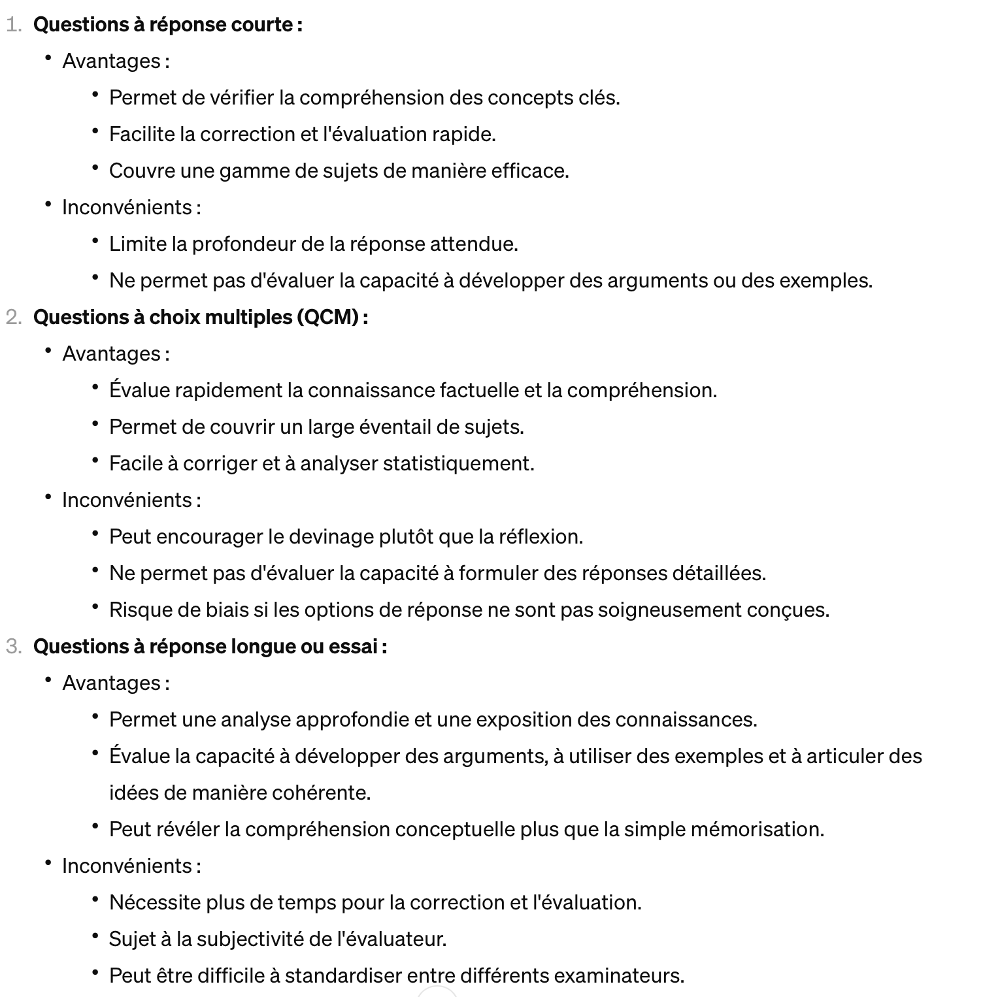 1. Questions à réponse courte :
• Avantages :
• Permet de vérifier la compréhension des concepts clés.
• Facilite la correction et l'évaluation rapide.
• Couvre une gamme de sujets de manière efficace.
• Inconvénients :
• Limite la profondeur de la réponse attendue.
• Ne permet pas d'évaluer la capacité à développer des arguments ou des exemples.
2. Questions à choix multiples (QCM) :
• Avantages :
• Évalue rapidement la connaissance factuelle et la compréhension.
• Permet de couvrir un large éventail de sujets.
• Facile à corriger et à analyser statistiquement.
• Inconvénients :
• Peut encourager le devinage plutôt que la réflexion.
• Ne permet pas d'évaluer la capacité à formuler des réponses détaillées.
• Risque de biais si les options de réponse ne sont pas soigneusement conçues.
3. Questions à réponse longue ou essai :
• Avantages :
• Permet une analyse approfondie et une exposition des connaissances.
• Évalue la capacité à développer des arguments, à utiliser des exemples et à articuler des
idées de manière cohérente.
• Peut révéler la compréhension conceptuelle plus que la simple mémorisation.
• Inconvénients :
• Nécessite plus de temps pour la correction et l'évaluation.
• Sujet à la subjectivité de l'évaluateur.
• Peut être difficile à standardiser entre différents examinateurs.